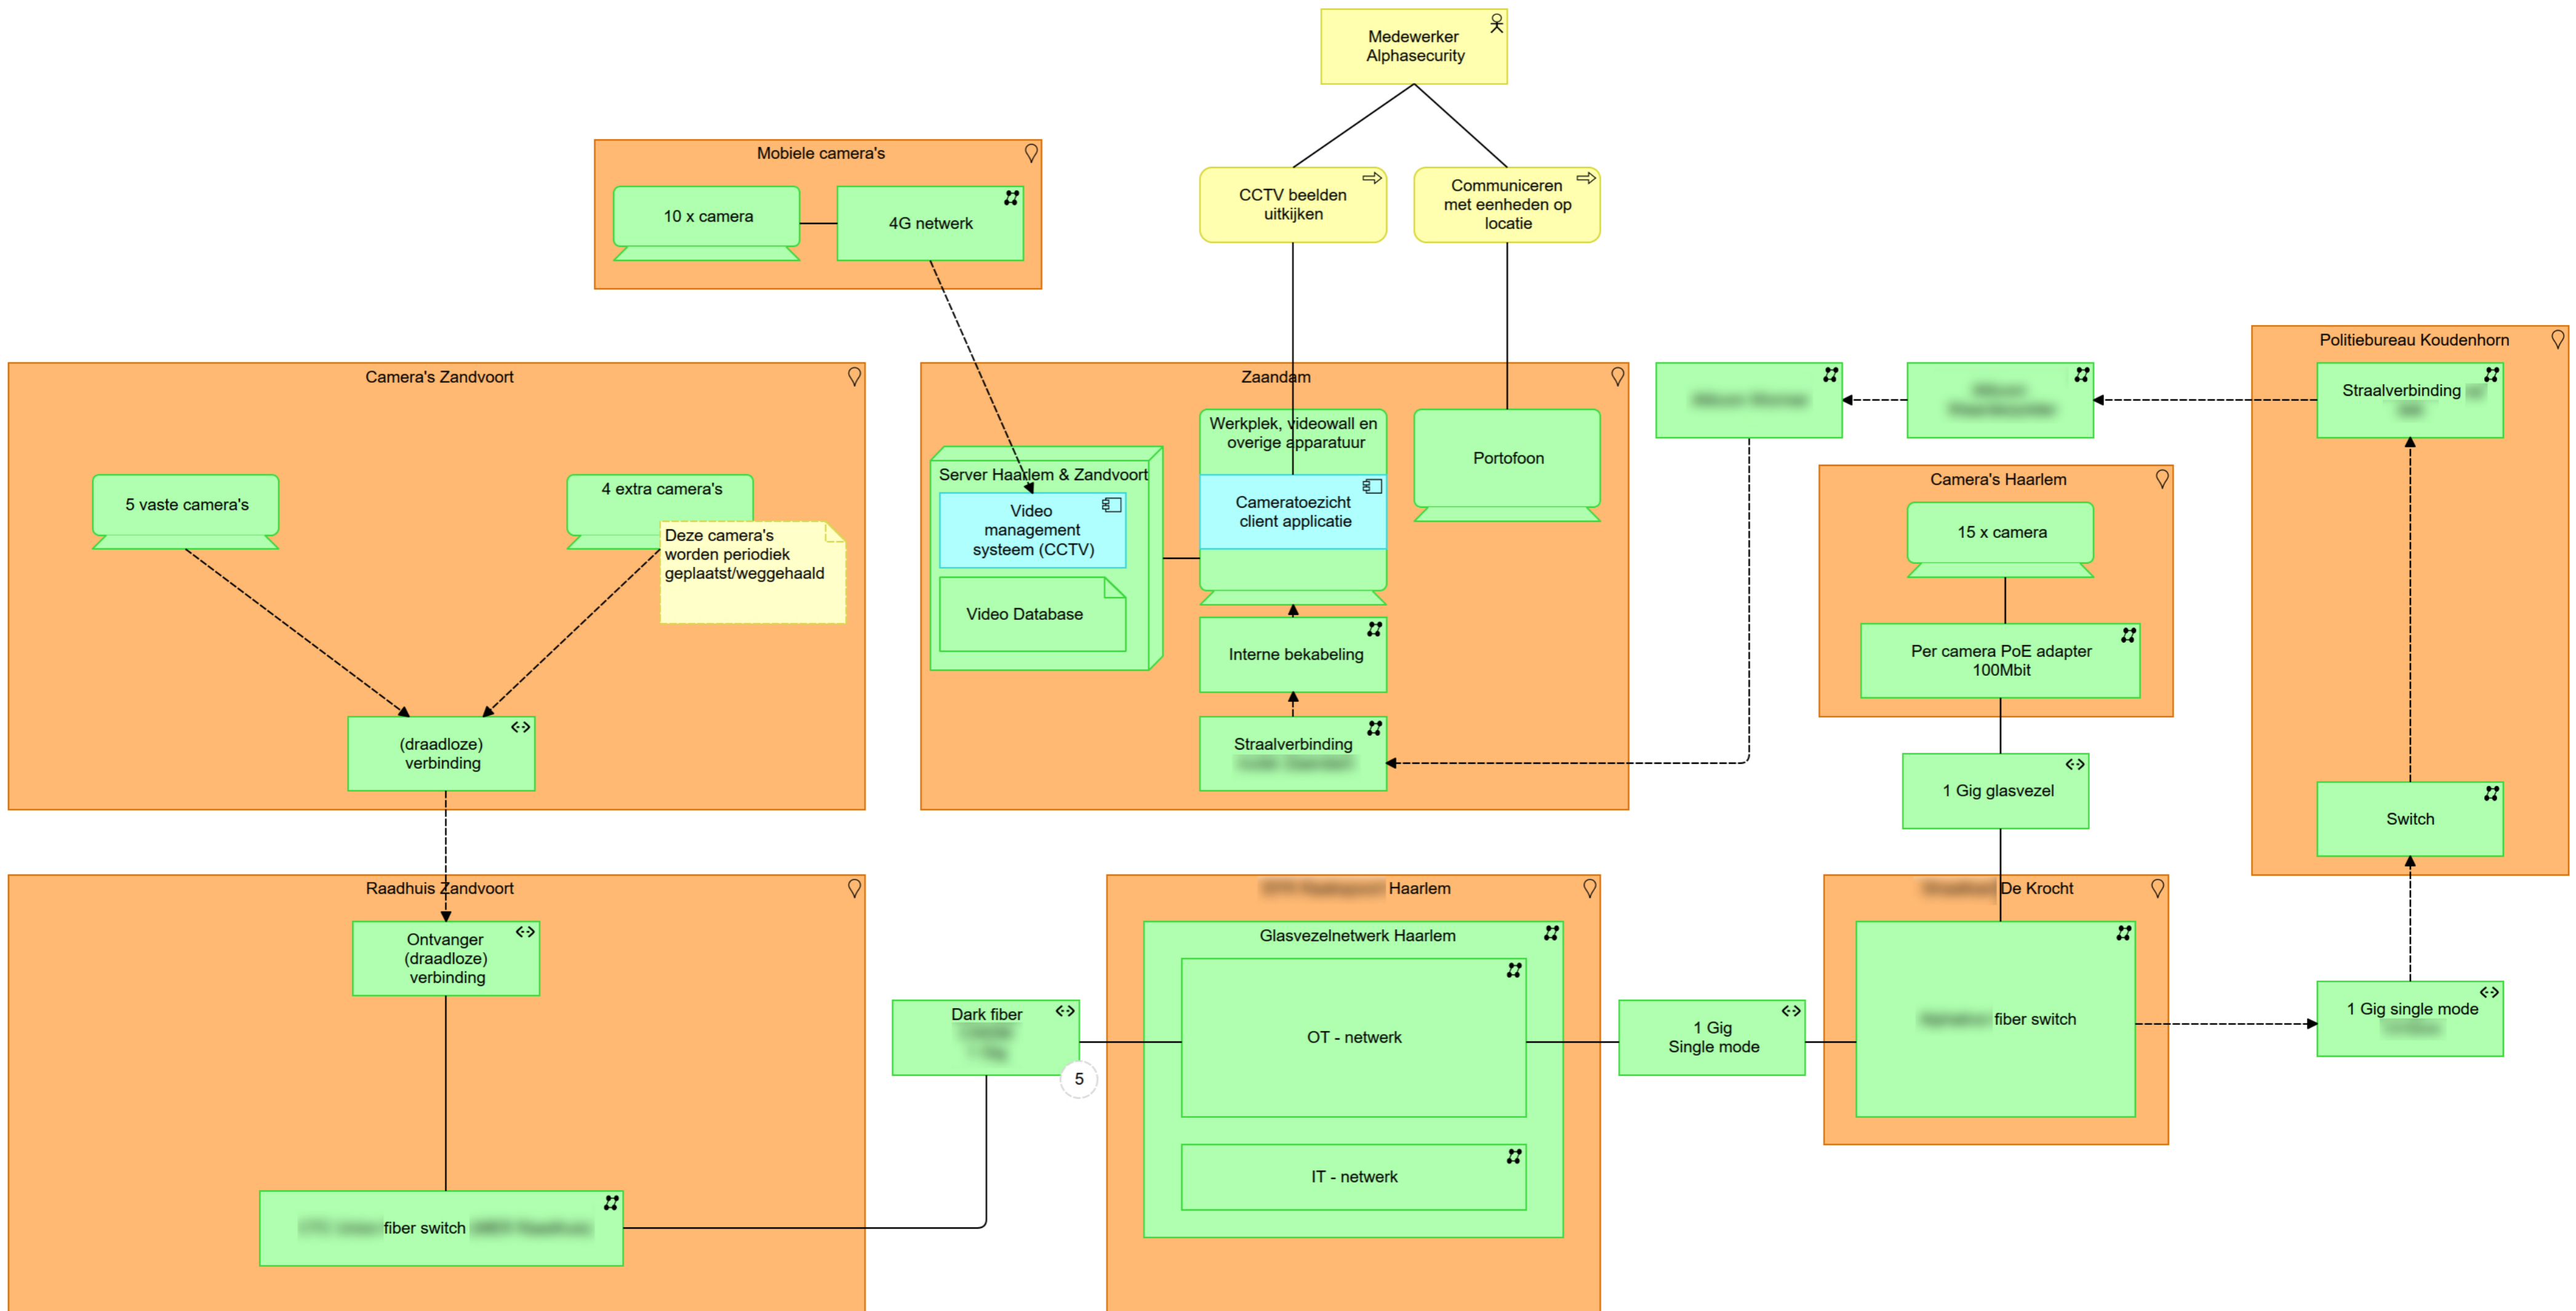 Medewerker
Alphasecurity
Mobiele camera's
10 x camera
4G netwerk
CCTV beelden
uitkijken
Communiceren
met eenheden op
locatie
Camera's Zandvoort
5 vaste camera's
4 extra camera's
Deze camera's
worden periodiek
geplaatst/weggehaald
(draadloze)
verbinding
Zaandam
Server Haarlem & Zandvoort
Video
management
systeem (CCTV)
Video Database
Werkplek, videowall en
overige apparatuur
Cameratoezicht
client applicatie
Interne bekabeling
Straalverbinding
Portofoon
Politiebureau Koudenhorn
Straalverbinding
Switch
Camera's Haarlem
15 x camera
Per camera PoE adapter
100Mbit
1 Gig glasvezel
Raadhuis Zandvoort
Ontvanger
(draadloze)
verbinding
fiber switch
Dark fiber
5
Haarlem
Glasvezelnetwerk Haarlem
OT - netwerk
IT - netwerk
1 Gig
Single mode
De Krocht
fiber switch
1 Gig single mode